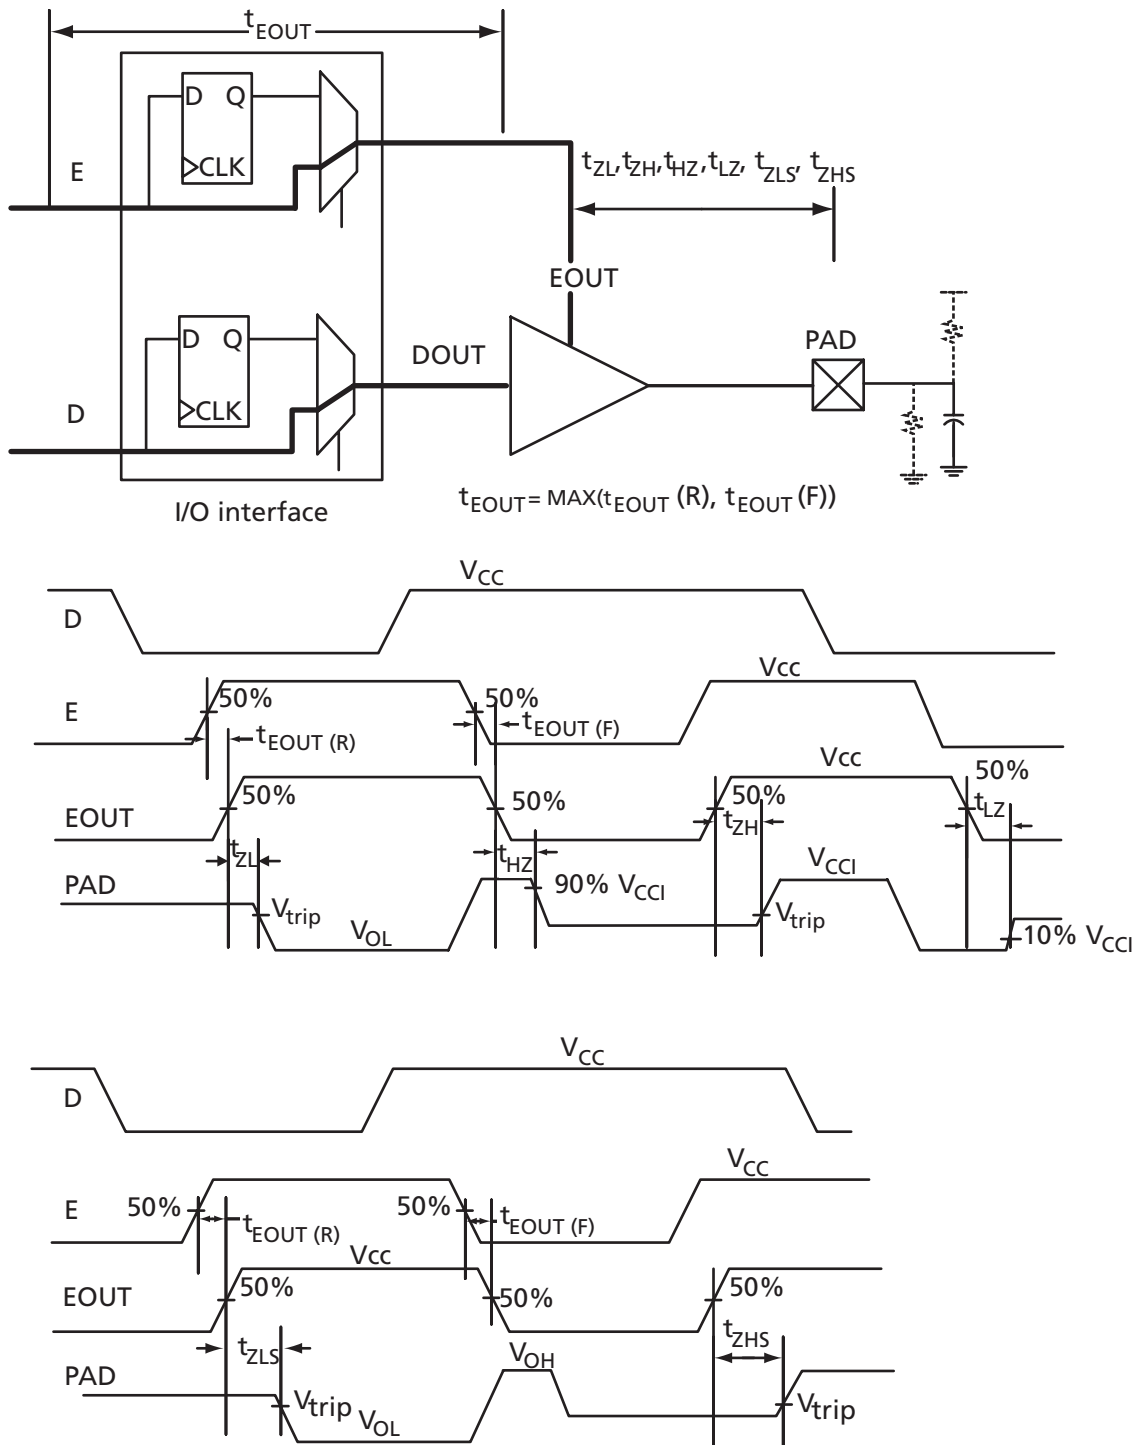 tEOUT
D Q
CLK
E
tZL, tZH, tHZ, tLZ, tZLS, tZHS
EOUT
D Q
CLK
D
DOUT
PAD
I/O interface
tEOUT = MAX(tEOUT (R), tEOUT (F))
VCC
D
Vcc
E
50%
50%
tEOUT (R)
tEOUT (F)
Vcc
50%
50%
50%
50%
EOUT
tZL
tHZ
tZH
tLZ
PAD
Vtrip
VOL
90% VCCI
VCCI
Vtrip
10% VCCI
VCC
D
VCC
E
50%
50%
tEOUT (R)
tEOUT (F)
Vcc
EOUT
50%
50%
50%
tZLS
tZHS
PAD
VOH
Vtrip
VOL
Vtrip